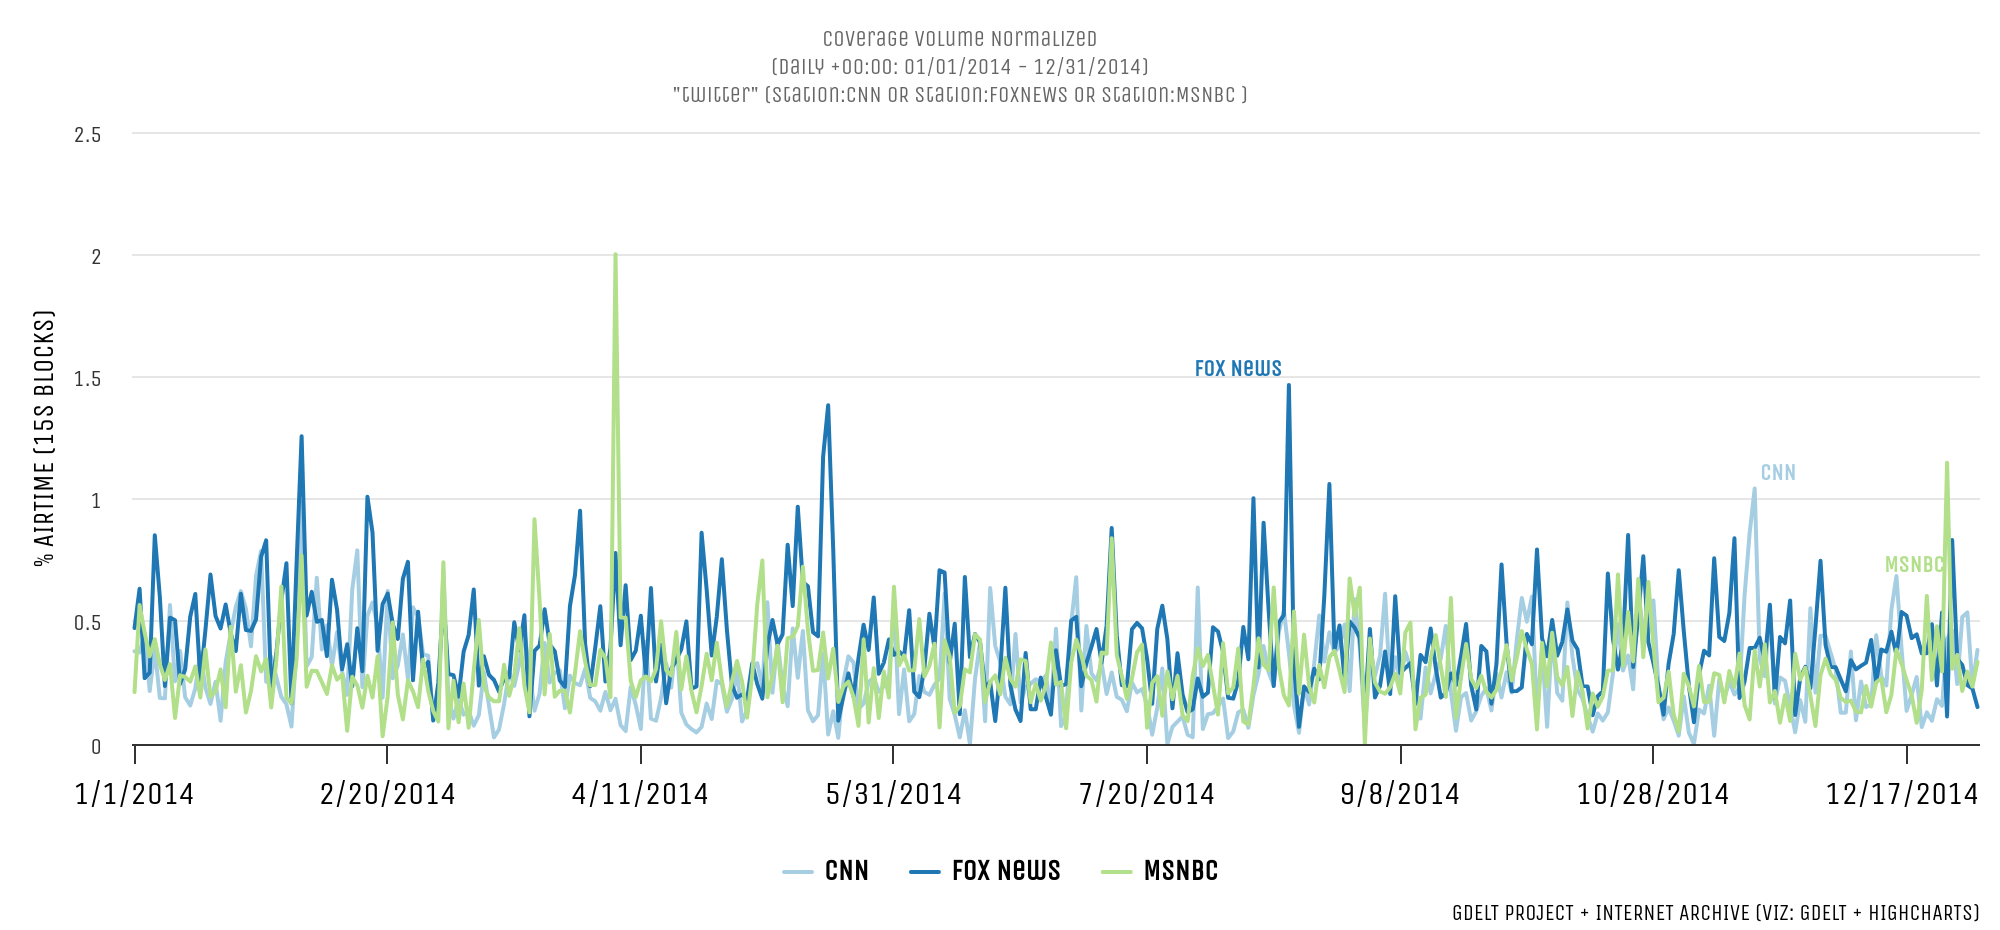 Coverage Volume Normalized
(Daily +00:00: 01/01/2014 - 12/31/2014)
"twitter" (Station:CNN OR Station:FOXNEWS OR Station:MSNBC )
% AIRTIME (15S BLOCKS)
2.5
2
1.5
1
0.5
0
FOX News
CNN
MSNBC
1/1/2014 2/20/2014 4/11/2014 5/31/2014 7/20/2014 9/8/2014 10/28/2014 12/17/2014
CNN FOX News MSNBC
GDELT PROJECT + INTERNET ARCHIVE (VIZ: GDELT + HIGHCHARTS)